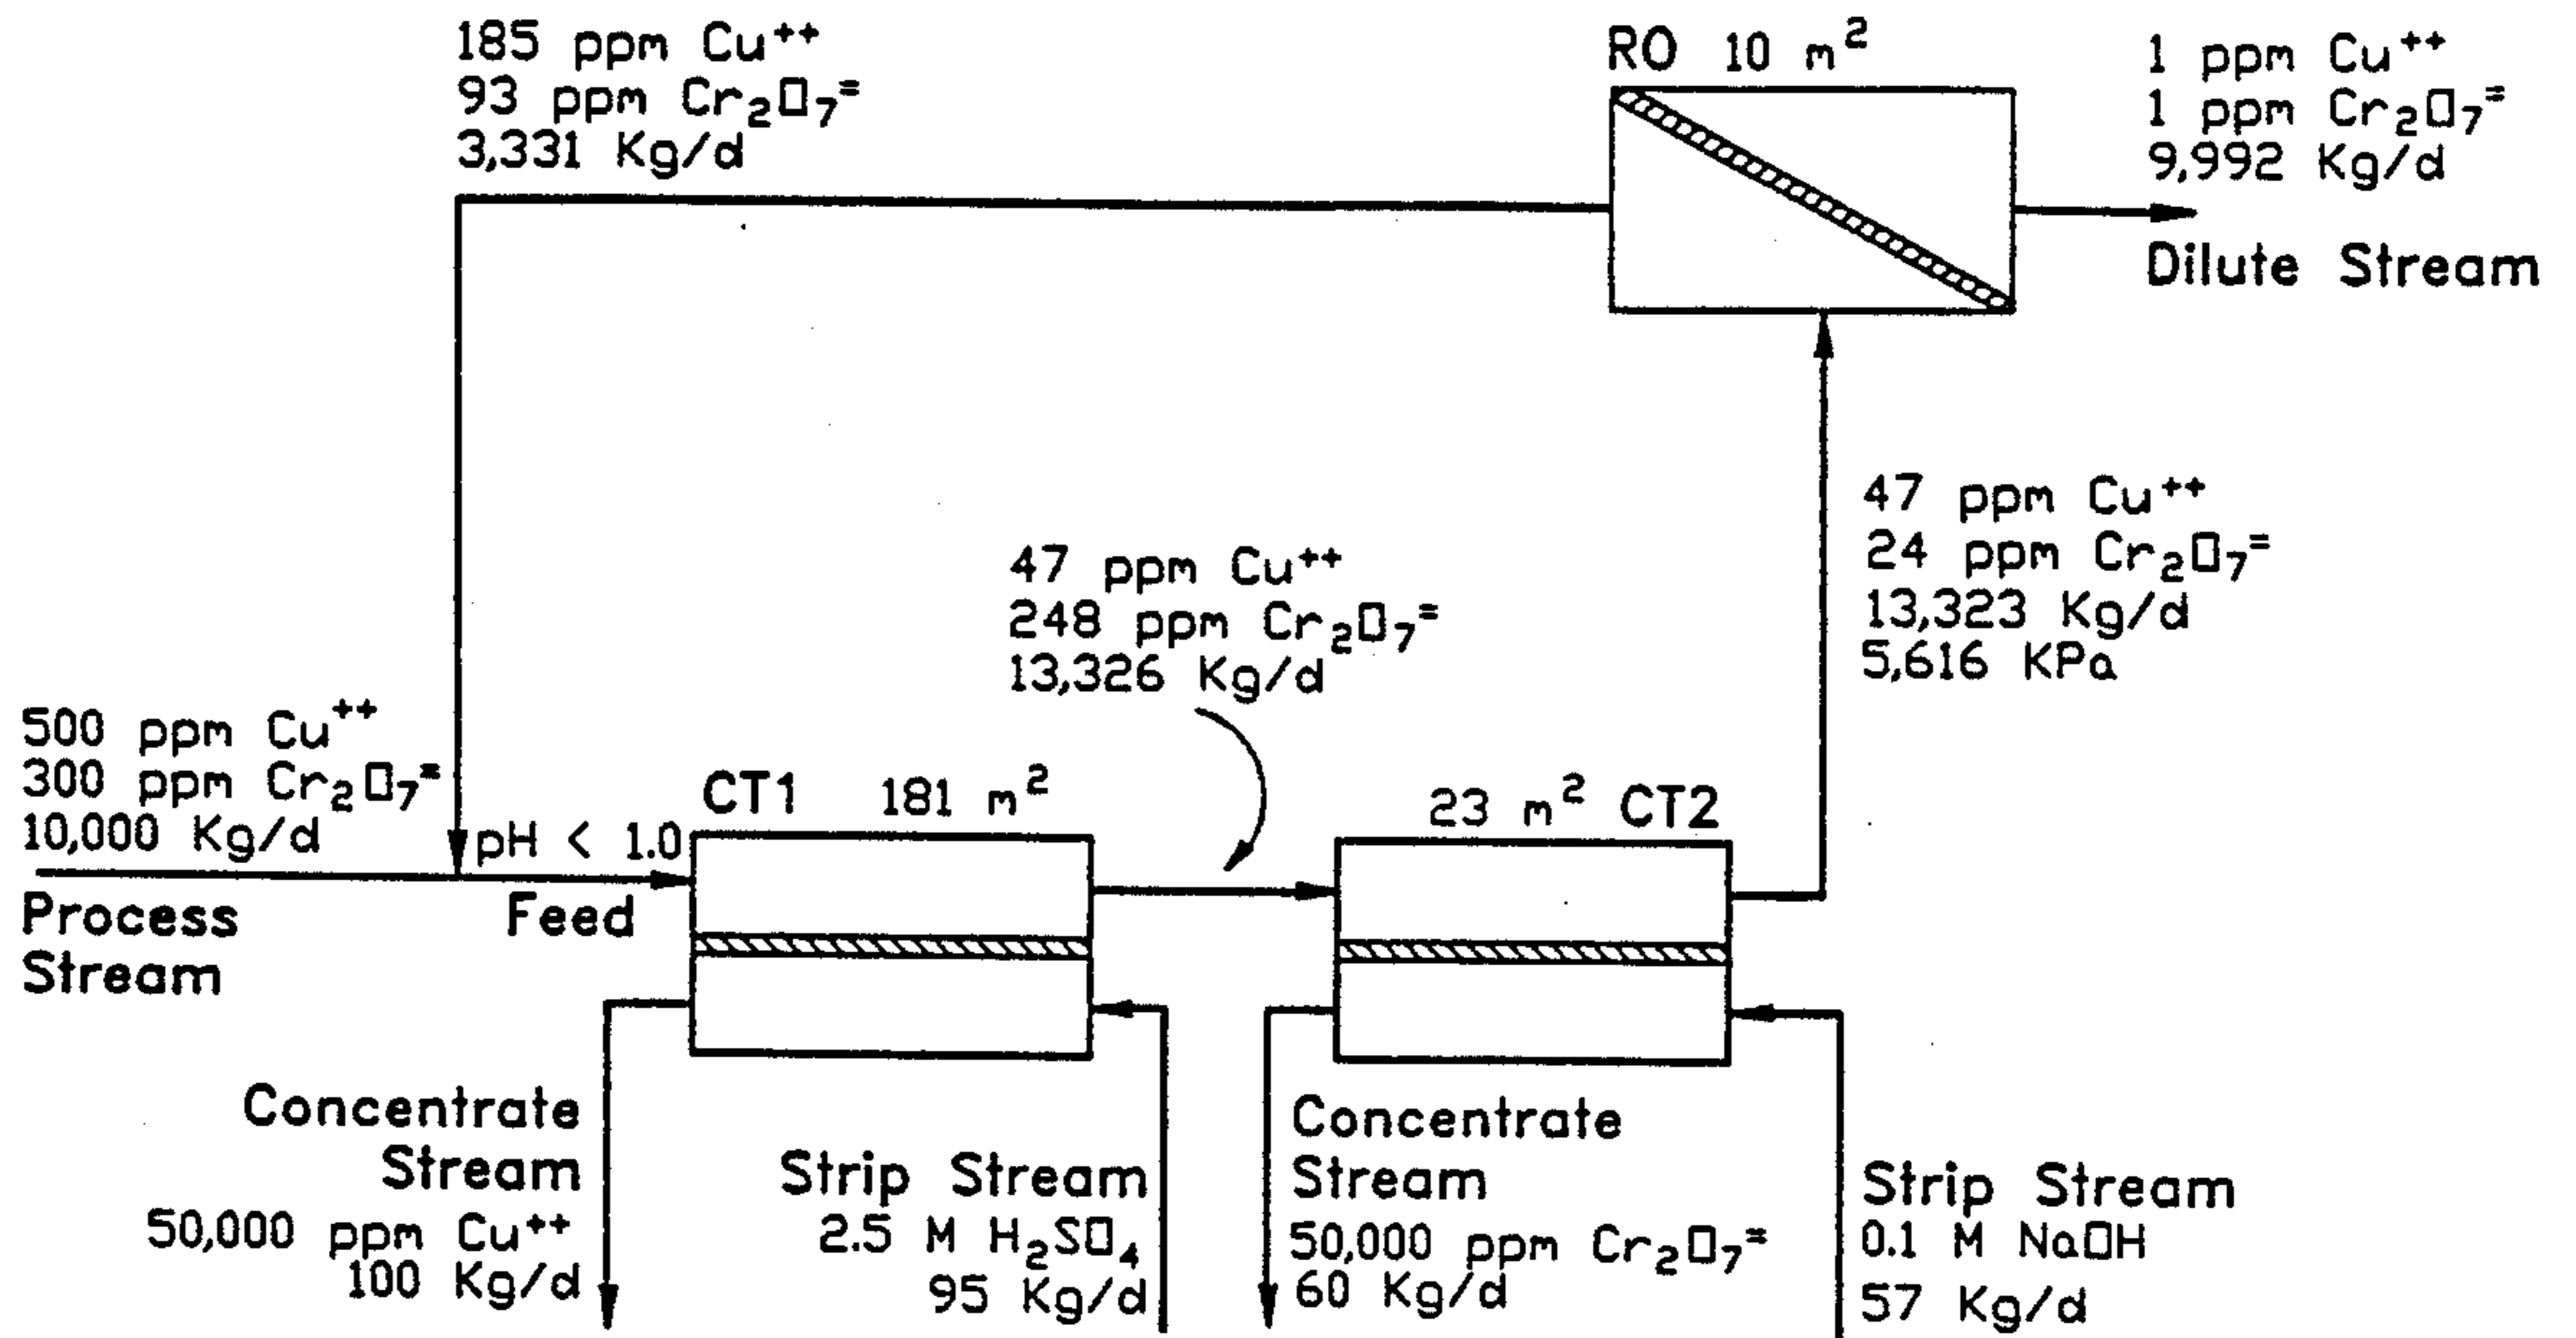 185 ppm Cu⁺⁺
93 ppm Cr₂O₇⁼
3,331 Kg/d
RO 10 m²
1 ppm Cu⁺⁺
1 ppm Cr₂O₇⁼
9,992 Kg/d
Dilute Stream
47 ppm Cu⁺⁺
24 ppm Cr₂O₇⁼
13,323 Kg/d
5,616 KPa
47 ppm Cu⁺⁺
248 ppm Cr₂O₇⁼
13,326 Kg/d
500 ppm Cu⁺⁺
300 ppm Cr₂O₇⁼
10,000 Kg/d
pH < 1.0
Process
Stream
Feed
CT1 181 m²
23 m² CT2
Concentrate
Stream
50,000 ppm Cu⁺⁺
100 Kg/d
Strip Stream
2.5 M H₂SO₄
95 Kg/d
Concentrate
Stream
50,000 ppm Cr₂O₇⁼
60 Kg/d
Strip Stream
0.1 M NaOH
57 Kg/d